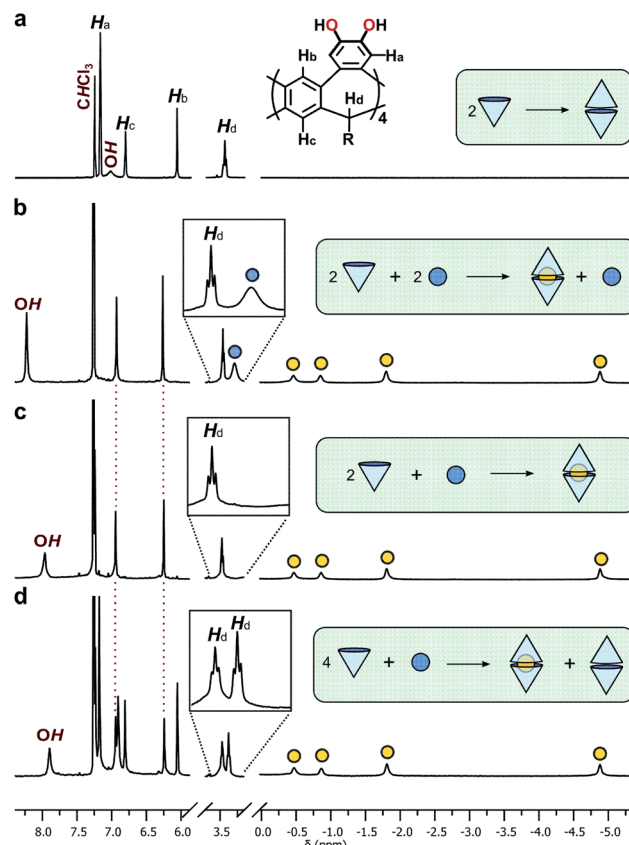 a
Ha
CHCl3
OH
Hc
Hb
Hd
HO OH
Hb
Ha
Hd
4
Hc
R
2
b
OH
Hd
2 + 2 +
c
OH
Hd
2 +
d
OH
Hd Hd
4 + +
8.0 7.5 7.0 6.5 6.0 3.5 0.0 -0.5 -1.0 -1.5 -2.0 -2.5 -3.0 -3.5 -4.0 -4.5 -5.0
δ (ppm)